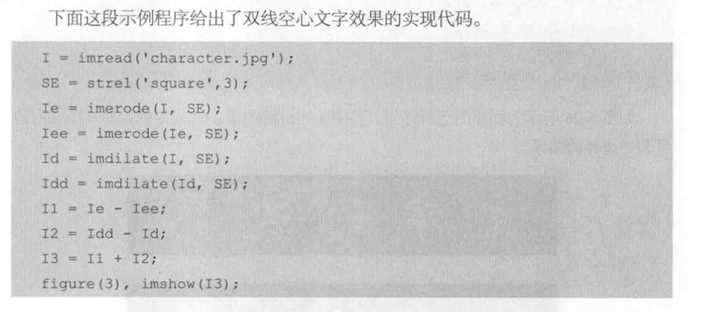 下面这段示例程序给出了双线空心文字效果的实现代码。
I = imread('character.jpg');
SE = strel('square',3);
Ie = imerode(I, SE);
Iee = imerode(Ie, SE);
Id = imdilate(I, SE);
Idd = imdilate(Id, SE);
I1 = Ie - Iee;
I2 = Idd - Id;
I3 = I1 + I2;
figure(3), imshow(I3);